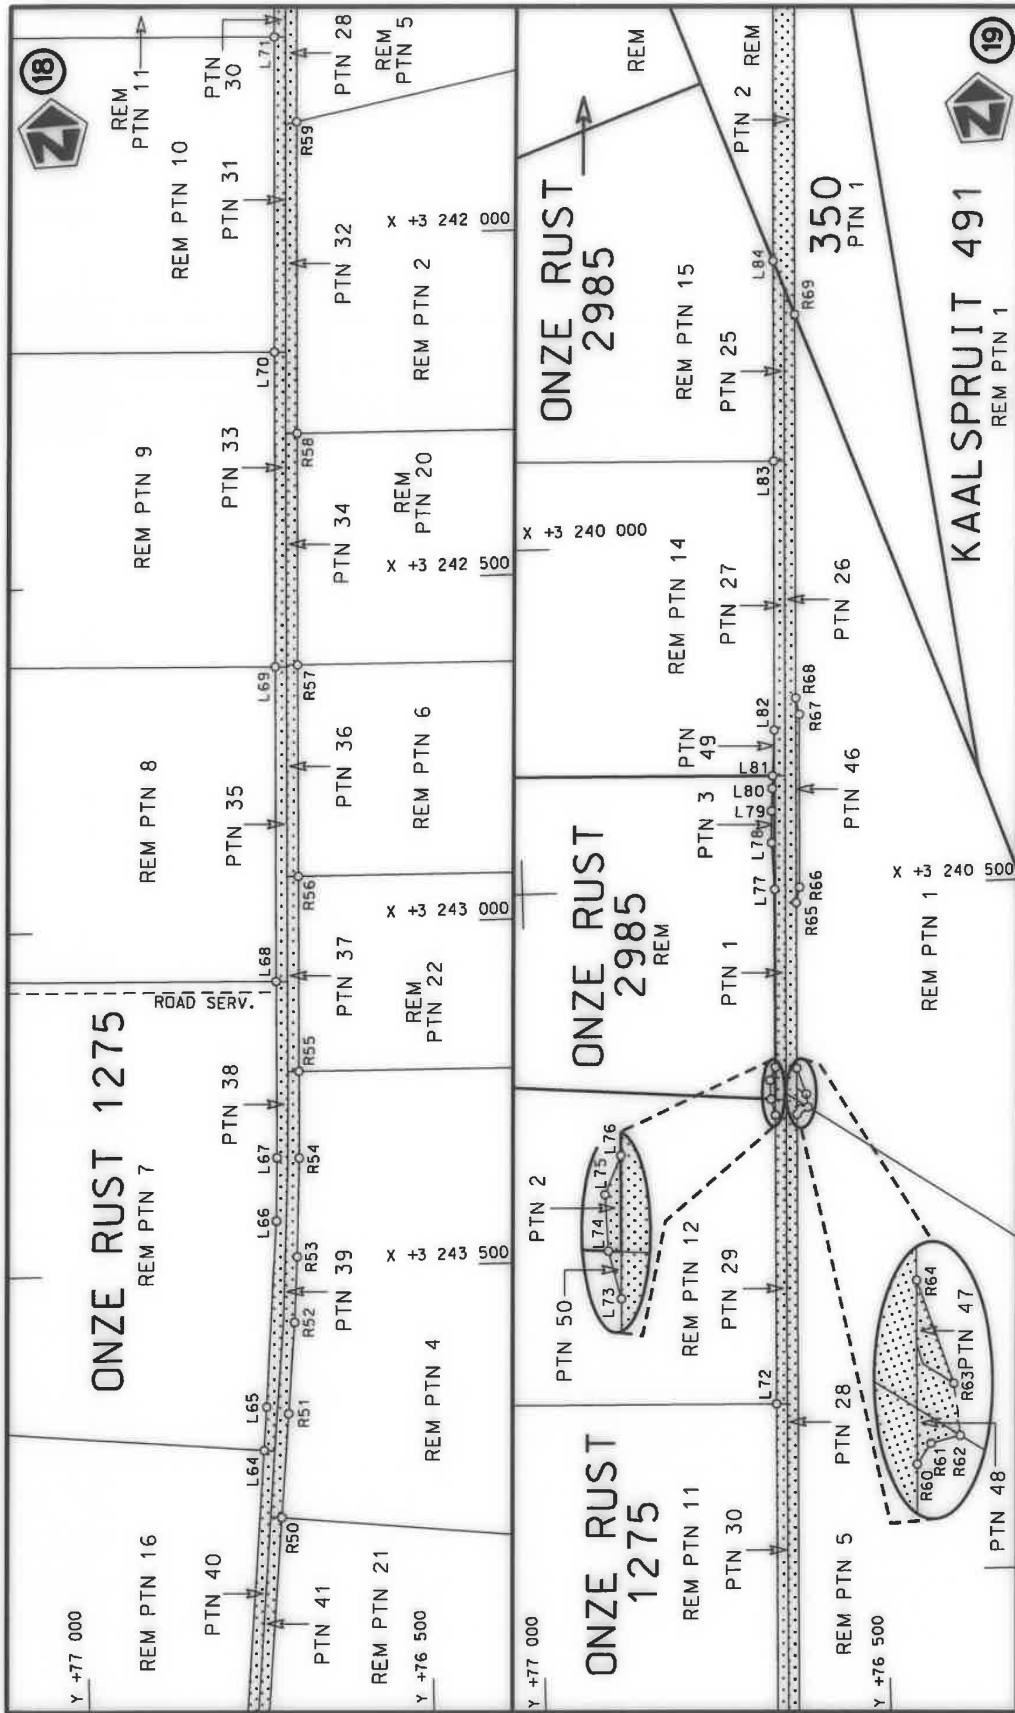 18
N
REM
PTN 11
PTN
30
L71
PTN 28
REM
PTN 5
R59
REM PTN 10
PTN 31
PTN 32
X +3 242 000
REM PTN 2
L70
R58
REM PTN 9
PTN 33
PTN 34
REM
PTN 20
X +3 242 500
L69
R57
REM PTN 8
PTN 35
PTN 36
REM PTN 6
L68
R56
ROAD SERV.
PTN 37
X +3 243 000
REM
PTN 22
R55
ONZE RUST 1275
REM PTN 7
PTN 38
L67
R54
L66
R53
PTN 39
X +3 243 500
R52
L65
R51
REM PTN 4
L64
R50
REM PTN 16
PTN 40
PTN 41
REM PTN 21
Y +77 000
Y +76 500
19
N
REM
REM
PTN 2
ONZE RUST
2985
L84
350
PTN 1
R69
KAALSPRUIT 491
REM PTN 1
REM PTN 15
PTN 25
L83
X +3 240 000
REM PTN 14
PTN 27
PTN 26
L82
R68
R67
PTN
49
L81
L80
L79
L78
PTN 3
PTN 46
L77
R66
R65
X +3 240 500
REM PTN 1
ONZE RUST
2985
REM
PTN 1
PTN 2
L76
L75
L74
L73
PTN 50
REM PTN 12
PTN 29
R64
PTN 47
R63
R62
R61
R60
PTN 48
L72
PTN 28
ONZE RUST
1275
REM PTN 11
PTN 30
REM PTN 5
Y +77 000
Y +76 500